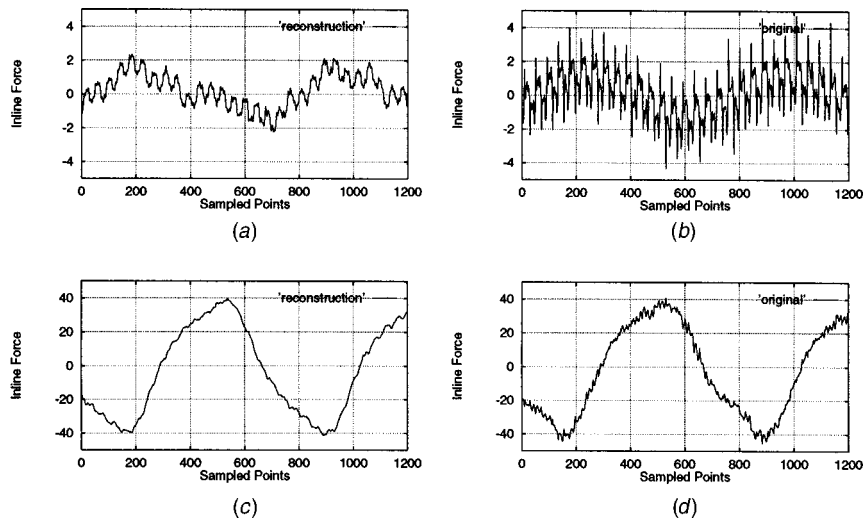 'reconstruction'
4
2
0
-2
-4
Inline Force
0 200 400 600 800 1000 1200
Sampled Points
(a)
'original'
4
2
0
-2
-4
Inline Force
0 200 400 600 800 1000 1200
Sampled Points
(b)
'reconstruction'
40
20
0
-20
-40
Inline Force
0 200 400 600 800 1000 1200
Sampled Points
(c)
'original'
40
20
0
-20
-40
Inline Force
0 200 400 600 800 1000 1200
Sampled Points
(d)